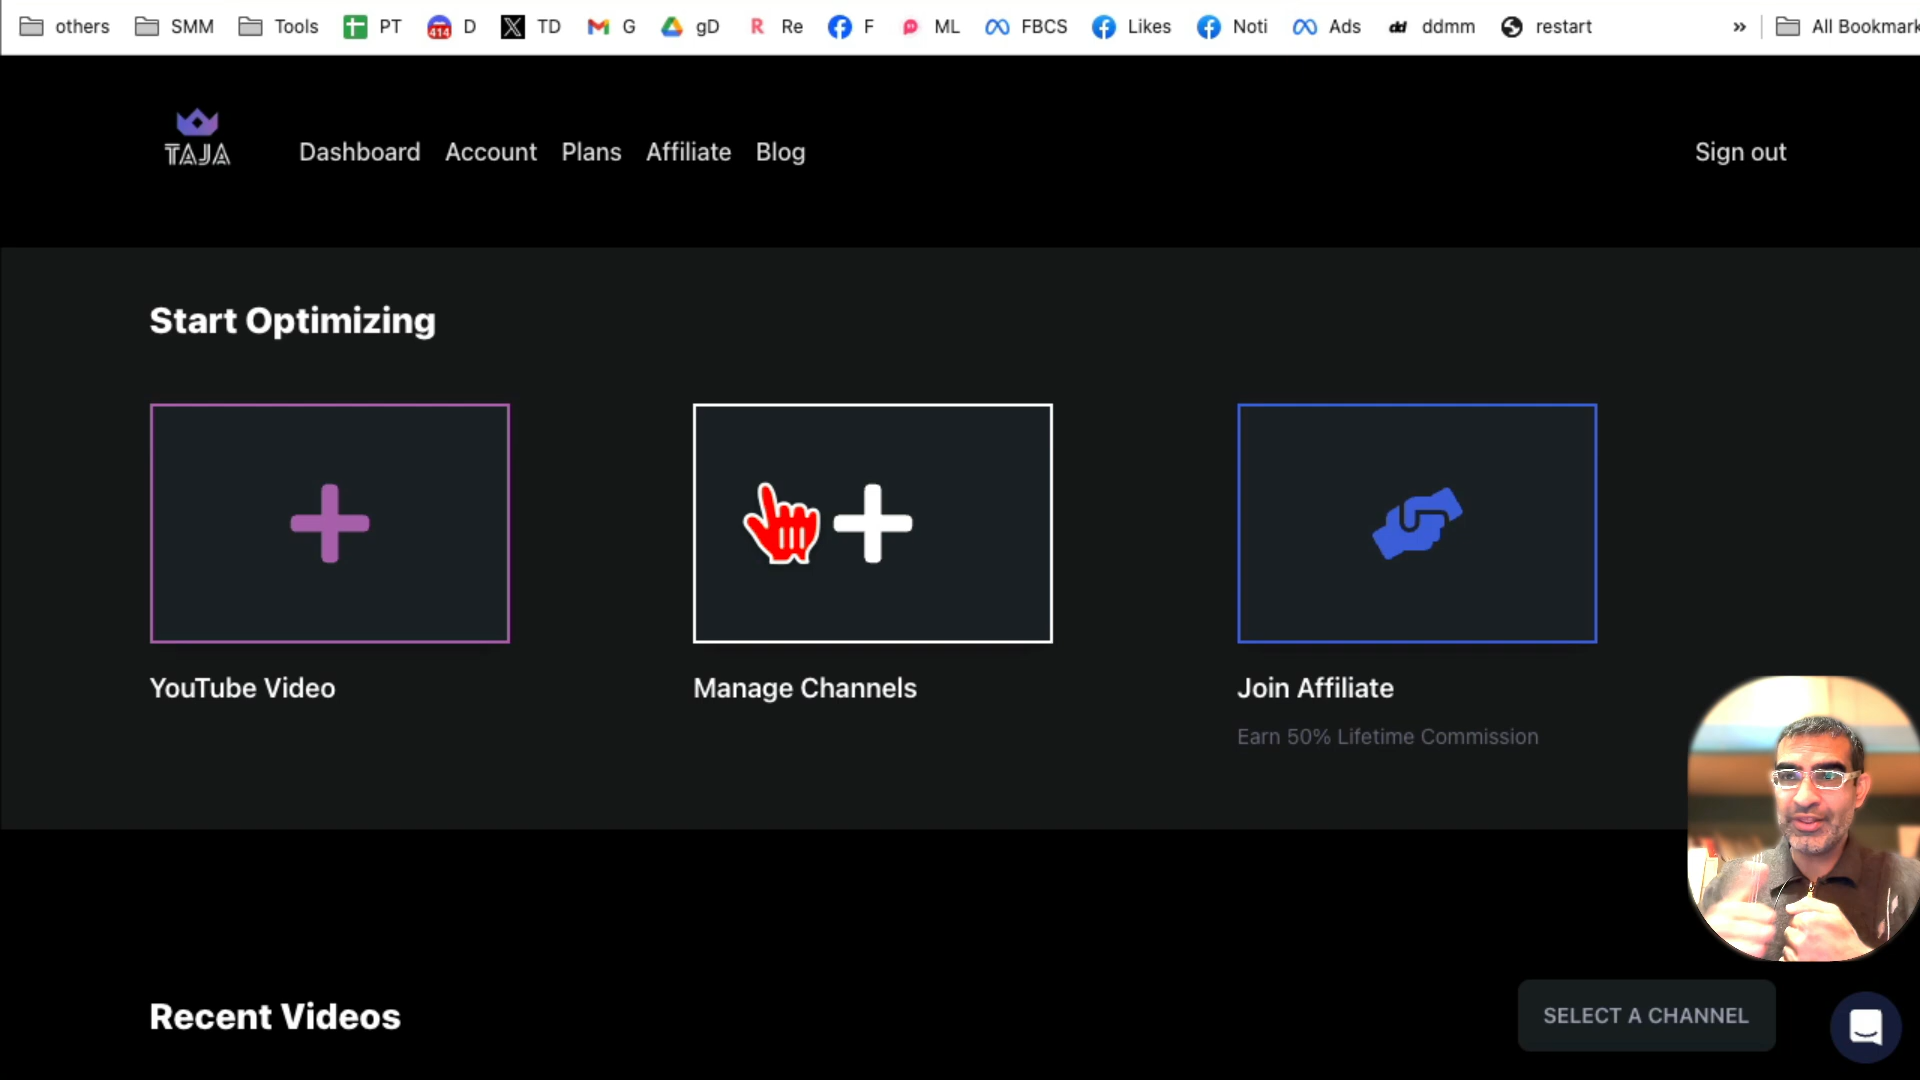 others SMM Tools PT 414 D TD G gD Re F ML FBCS Likes Noti Ads ddmm restart » All Bookmark
TAJA Dashboard Account Plans Affiliate Blog Sign out
Start Optimizing
YouTube Video Manage Channels Join Affiliate
Earn 50% Lifetime Commission
Recent Videos SELECT A CHANNEL